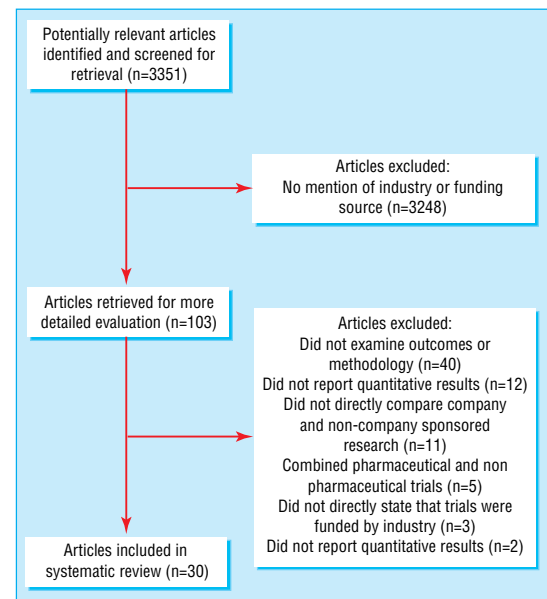 Potentially relevant articles
identified and screened for
retrieval (n=3351)
Articles excluded:
No mention of industry or funding
source (n=3248)
Articles retrieved for more
detailed evaluation (n=103)
Articles excluded:
Did not examine outcomes or
methodology (n=40)
Did not report quantitative results (n=12)
Did not directly compare company
and non-company sponsored
research (n=11)
Combined pharmaceutical and non
pharmaceutical trials (n=5)
Did not directly state that trials were
funded by industry (n=3)
Did not report quantitative results (n=2)
Articles included in
systematic review (n=30)